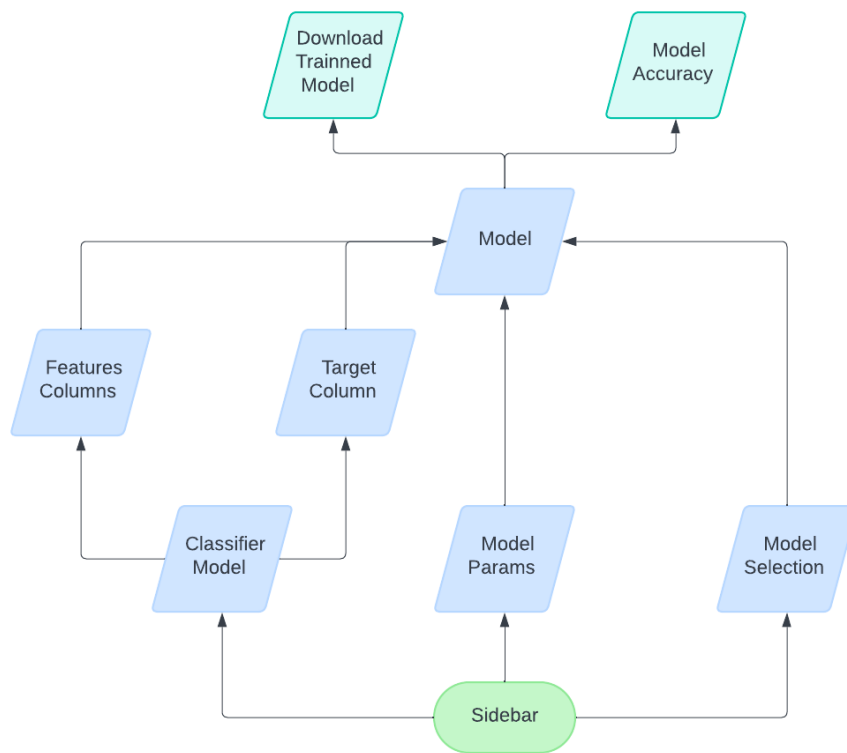 Download
Trainned
Model
Model
Accuracy
Model
Features
Columns
Target
Column
Classifier
Model
Model
Params
Model
Selection
Sidebar